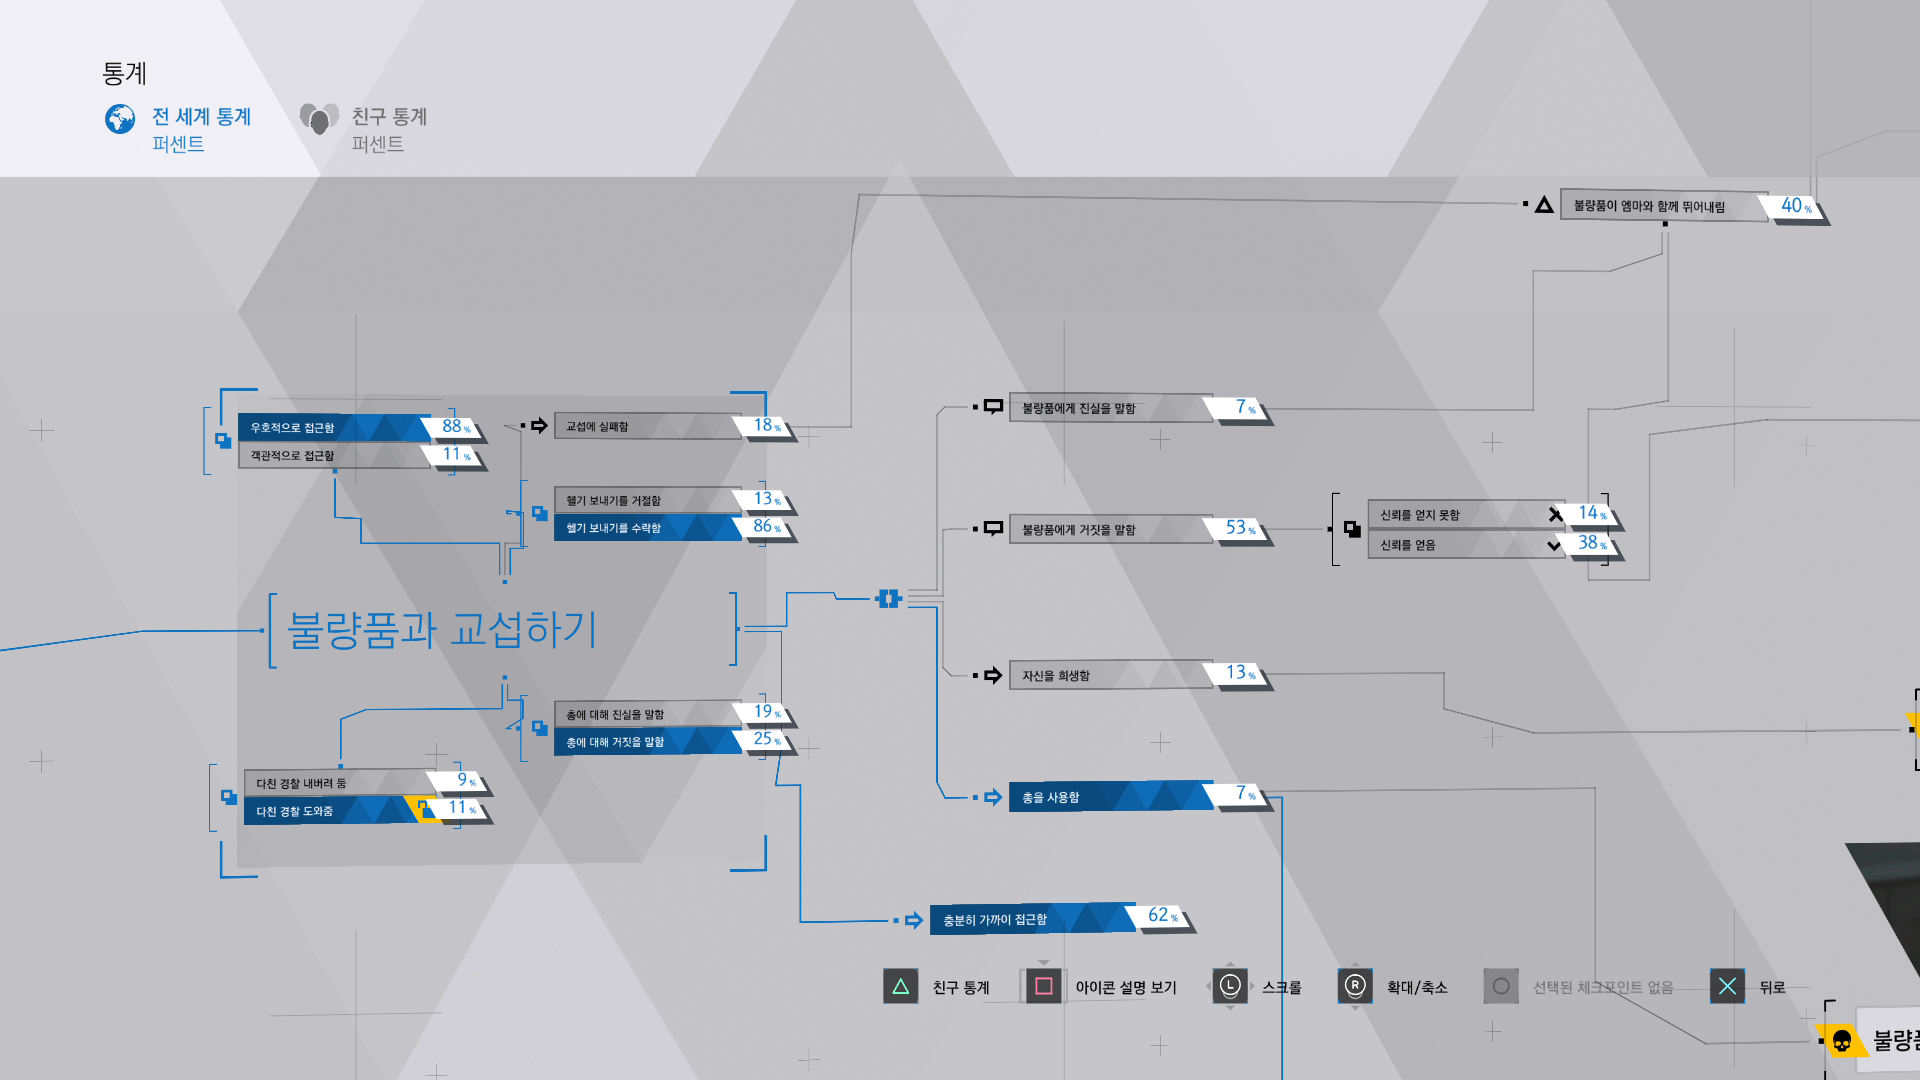 통계
전 세계 통계
퍼센트
친구 통계
퍼센트
불량품이 엠마와 함께 뛰어내림 40%
우호적으로 접근함 88%
객관적으로 접근함 11%
교섭에 실패함 18%
헬기 보내기를 거절함 13%
헬기 보내기를 수락함 86%
불량품과 교섭하기
총에 대해 진실을 말함 19%
총에 대해 거짓을 말함 25%
다친 경찰 내버려 둠 9%
다친 경찰 도와줌 11%
불량품에게 진실을 말함 7%
불량품에게 거짓을 말함 53%
신뢰를 얻지 못함 14%
신뢰를 얻음 38%
자신을 희생함 13%
총을 사용함 7%
충분히 가까이 접근함 62%
친구 통계
아이콘 설명 보기
L 스크롤
R 확대/축소
선택된 체크포인트 없음
뒤로
불량품